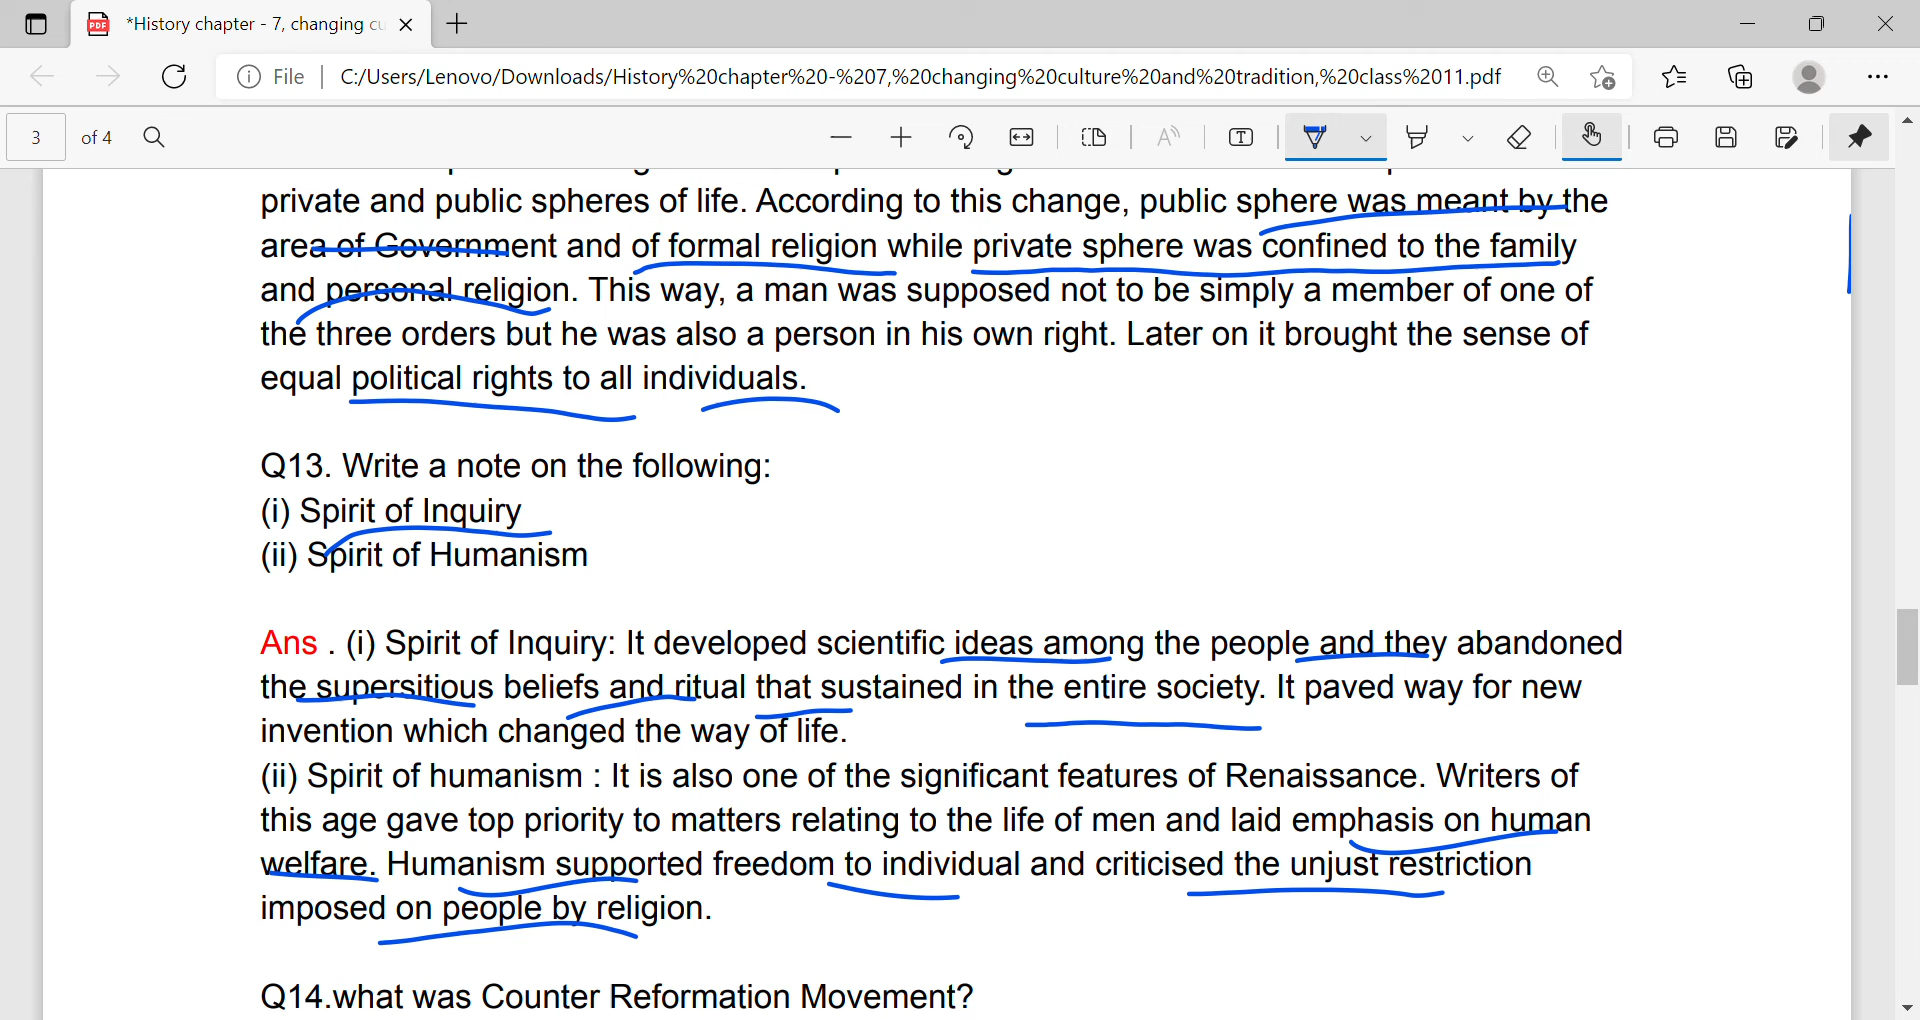 *History chapter - 7, changing cu
File
C:/Users/Lenovo/Downloads/History%20chapter%20-%207,%20changing%20culture%20and%20tradition,%20class%2011.pdf
3 of 4
private and public spheres of life. According to this change, public sphere was meant by the
area of Government and of formal religion while private sphere was confined to the family
and personal religion. This way, a man was supposed not to be simply a member of one of
the three orders but he was also a person in his own right. Later on it brought the sense of
equal political rights to all individuals.
Q13. Write a note on the following:
(i) Spirit of Inquiry
(ii) Spirit of Humanism
Ans . (i) Spirit of Inquiry: It developed scientific ideas among the people and they abandoned
the supersitious beliefs and ritual that sustained in the entire society. It paved way for new
invention which changed the way of life.
(ii) Spirit of humanism : It is also one of the significant features of Renaissance. Writers of
this age gave top priority to matters relating to the life of men and laid emphasis on human
welfare. Humanism supported freedom to individual and criticised the unjust restriction
imposed on people by religion.
Q14.what was Counter Reformation Movement?